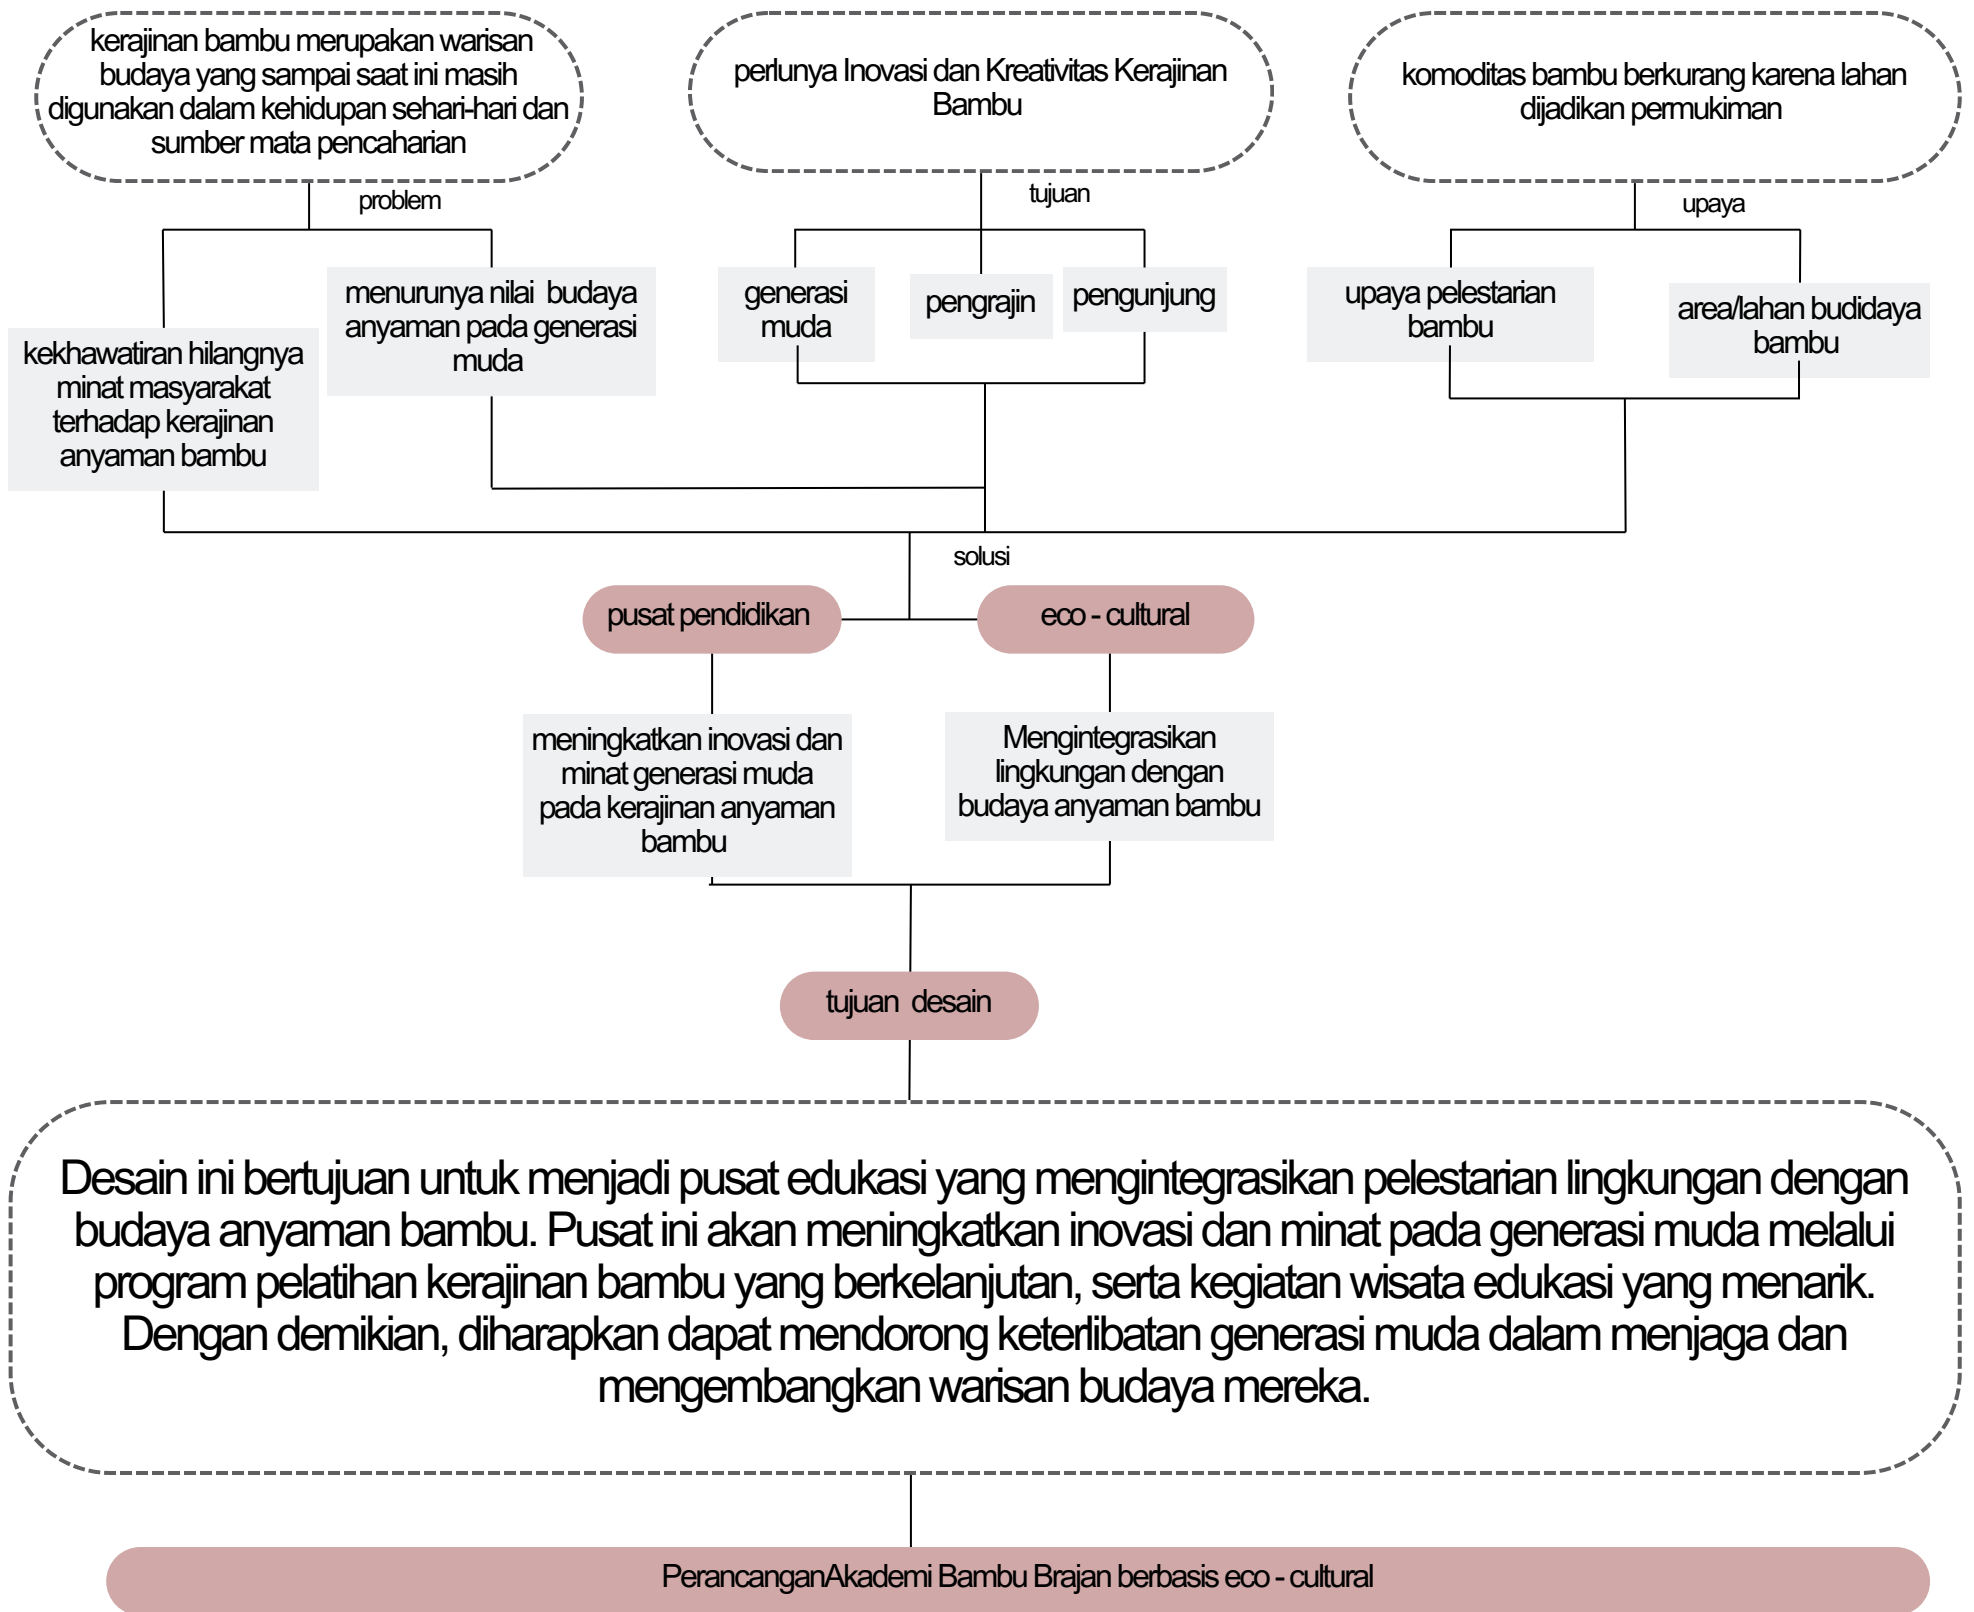 kerajinan bambu merupakan warisan
budaya yang sampai saat ini masih
digunakan dalam kehidupan sehari-hari dan
sumber mata pencaharian
perlunya Inovasi dan Kreativitas Kerajinan
Bambu
komoditas bambu berkurang karena lahan
dijadikan permukiman
problem
tujuan
upaya
kekhawatiran hilangnya
minat masyarakat
terhadap kerajinan
anyaman bambu
menurunya nilai  budaya
anyaman pada generasi
muda
generasi
muda
pengrajin
pengunjung
upaya pelestarian
bambu
area/lahan budidaya
bambu
solusi
pusat pendidikan
eco - cultural
meningkatkan inovasi dan
minat generasi muda
pada kerajinan anyaman
bambu
Mengintegrasikan
lingkungan dengan
budaya anyaman bambu
tujuan  desain
Desain ini bertujuan untuk menjadi pusat edukasi yang mengintegrasikan pelestarian lingkungan dengan
budaya anyaman bambu. Pusat ini akan meningkatkan inovasi dan minat pada generasi muda melalui
program pelatihan kerajinan bambu yang berkelanjutan, serta kegiatan wisata edukasi yang menarik.
Dengan demikian, diharapkan dapat mendorong keterlibatan generasi muda dalam menjaga dan
mengembangkan warisan budaya mereka.
PerancanganAkademi Bambu Brajan berbasis eco - cultural